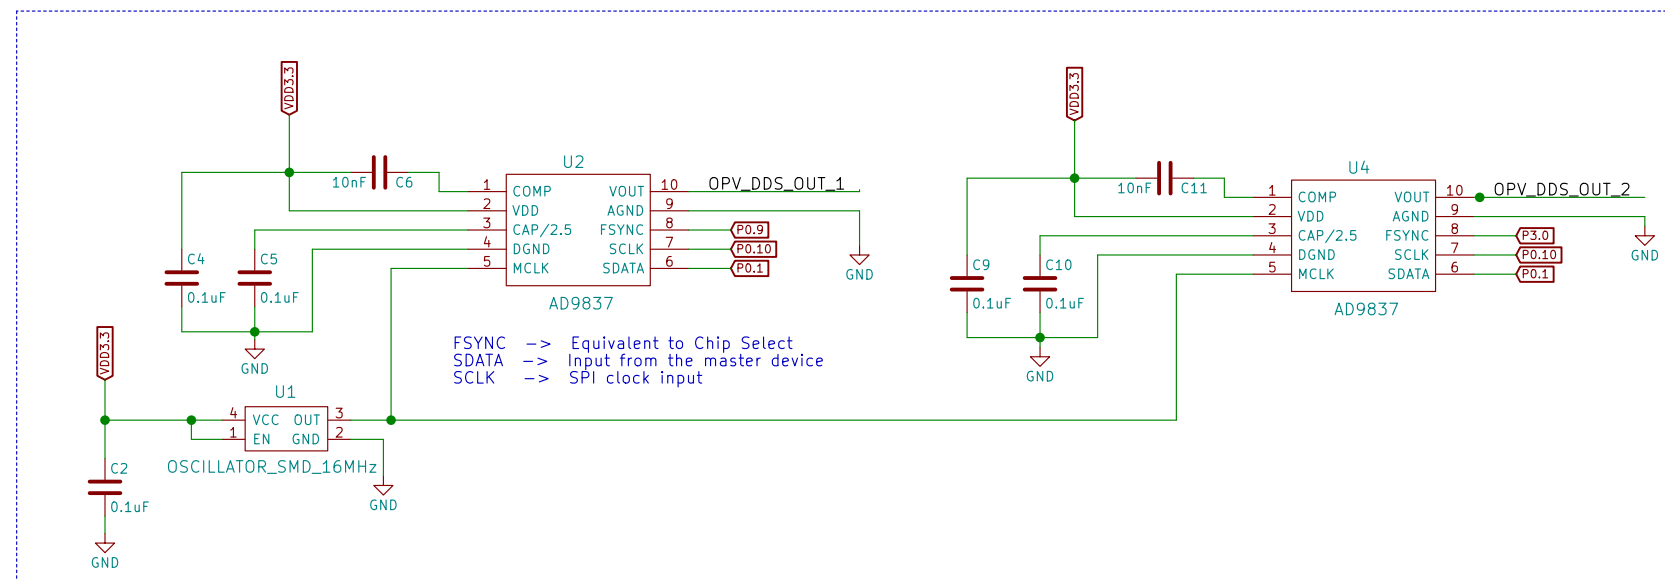 VDD3.3
VDD3.3
U2
U4
10nF C6
10nF C11
1 COMP VOUT 10 OPV_DDS_OUT_1
2 VDD AGND 9
3 CAP/2.5 FSYNC 8 P0.9
4 DGND SCLK 7 P0.10
5 MCLK SDATA 6 P0.1
AD9837
GND
1 COMP VOUT 10 OPV_DDS_OUT_2
2 VDD AGND 9
3 CAP/2.5 FSYNC 8 P3.0
4 DGND SCLK 7 P0.10
5 MCLK SDATA 6 P0.1
AD9837
GND
C4
0.1uF
C5
0.1uF
GND
C9
0.1uF
C10
0.1uF
GND
FSYNC -> Equivalent to Chip Select
SDATA -> Input from the master device
SCLK -> SPI clock input
VDD3.3
U1
4 VCC OUT 3
1 EN GND 2
OSCILLATOR_SMD_16MHz
C2
0.1uF
GND
GND